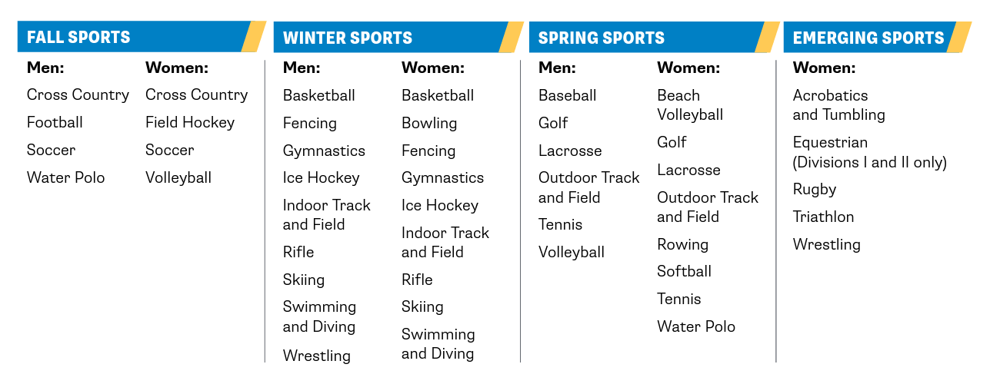 FALL SPORTS
Men:
Cross Country
Football
Soccer
Water Polo
Women:
Cross Country
Field Hockey
Soccer
Volleyball
WINTER SPORTS
Men:
Basketball
Fencing
Gymnastics
Ice Hockey
Indoor Track
and Field
Rifle
Skiing
Swimming
and Diving
Wrestling
Women:
Basketball
Bowling
Fencing
Gymnastics
Ice Hockey
Indoor Track
and Field
Rifle
Skiing
Swimming
and Diving
SPRING SPORTS
Men:
Baseball
Golf
Lacrosse
Outdoor Track
and Field
Tennis
Volleyball
Women:
Beach
Volleyball
Golf
Lacrosse
Outdoor Track
and Field
Rowing
Softball
Tennis
Water Polo
EMERGING SPORTS
Women:
Acrobatics
and Tumbling
Equestrian
(Divisions I and II only)
Rugby
Triathlon
Wrestling